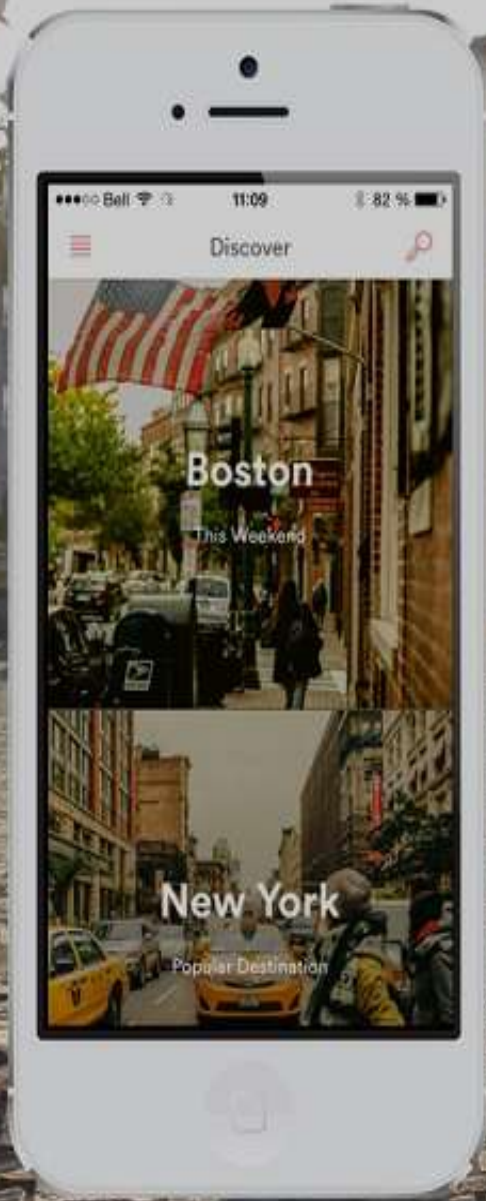 Bell 11:09 82 %
Discover
Boston
This Weekend
New York
Popular Destination